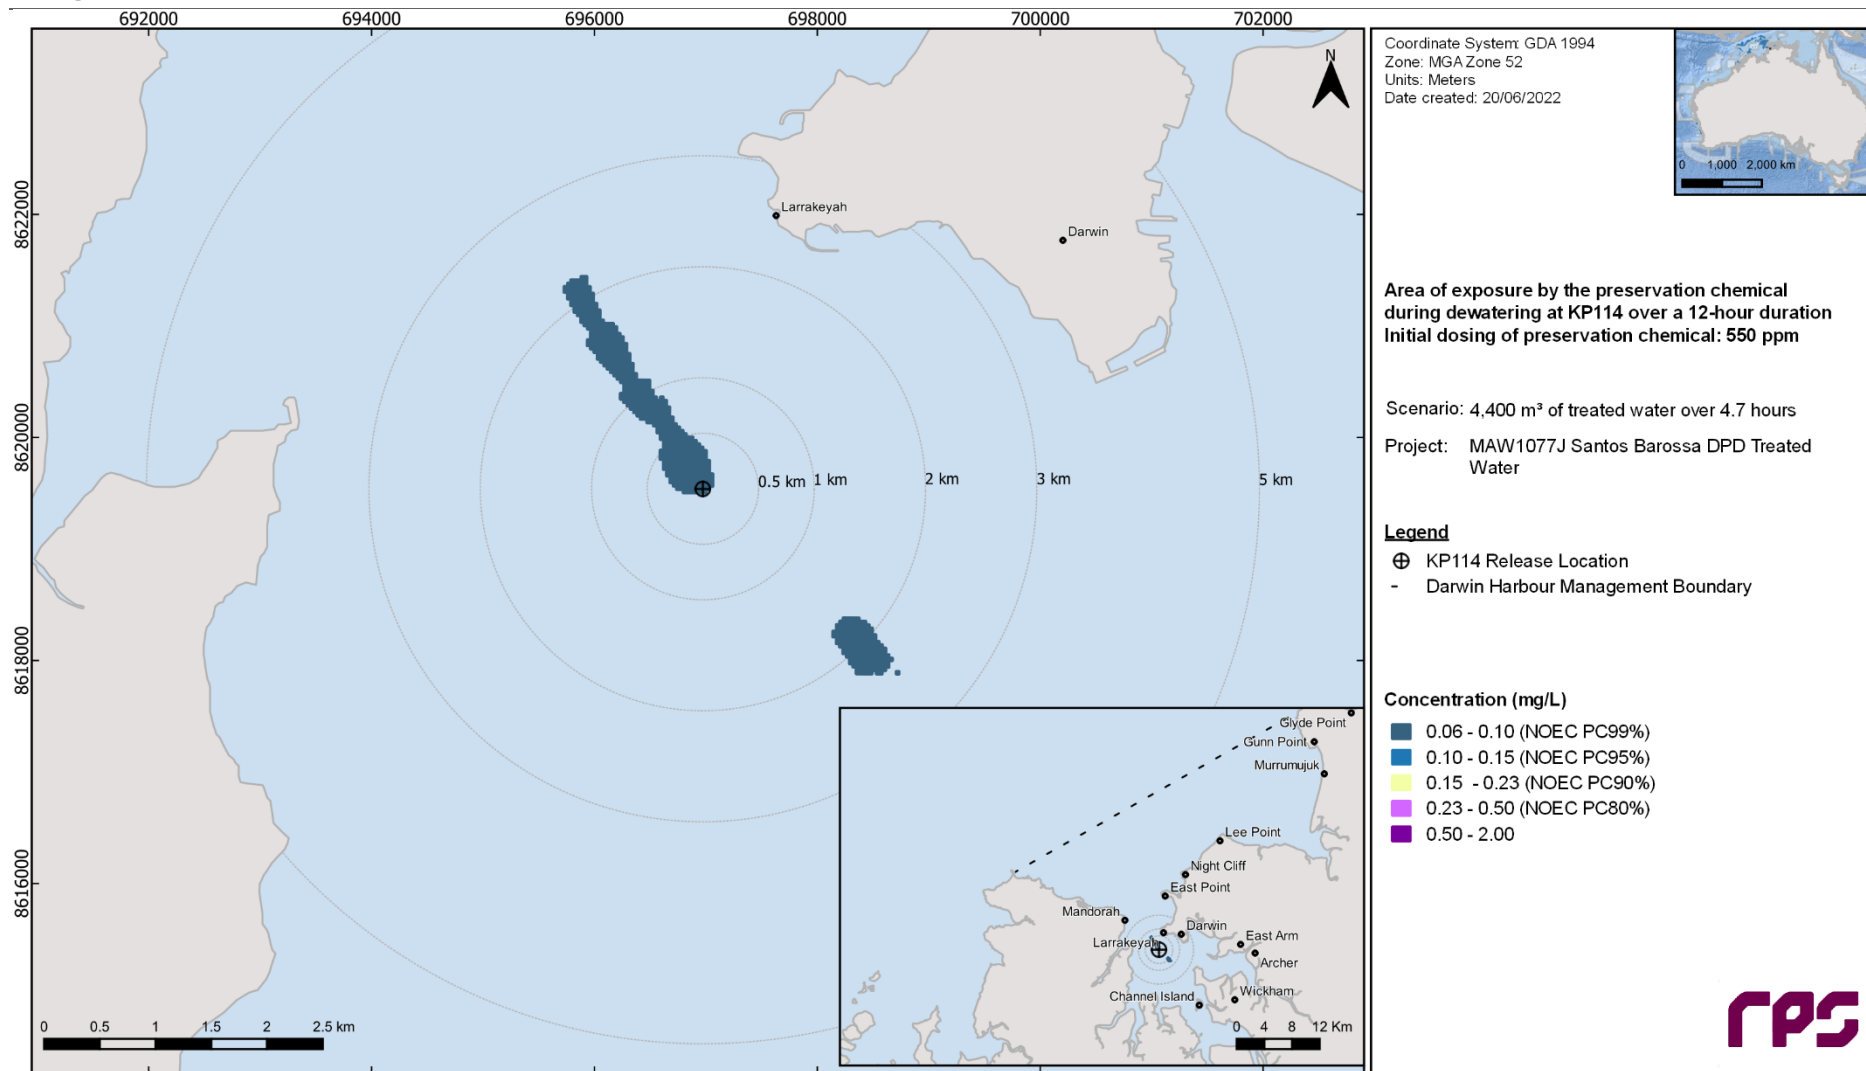 692000 694000 696000 698000 700000 702000
8622000
8620000
8618000
8616000
N
Larrakeyah
Darwin
0.5 km 1 km 2 km 3 km 5 km
0 0.5 1 1.5 2 2.5 km
Glyde Point
Gunn Point
Murrumujuk
Lee Point
Night Cliff
East Point
Mandorah
Darwin
Larrakeyah
East Arm
Archer
Channel Island
Wickham
0 4 8 12 Km
Coordinate System: GDA 1994
Zone: MGA Zone 52
Units: Meters
Date created: 20/06/2022
0 1,000 2,000 km
Area of exposure by the preservation chemical
during dewatering at KP114 over a 12-hour duration
Initial dosing of preservation chemical: 550 ppm
Scenario: 4,400 m³ of treated water over 4.7 hours
Project: MAW1077J Santos Barossa DPD Treated
Water
Legend
KP114 Release Location
- Darwin Harbour Management Boundary
Concentration (mg/L)
0.06 - 0.10 (NOEC PC99%)
0.10 - 0.15 (NOEC PC95%)
0.15 - 0.23 (NOEC PC90%)
0.23 - 0.50 (NOEC PC80%)
0.50 - 2.00
rps